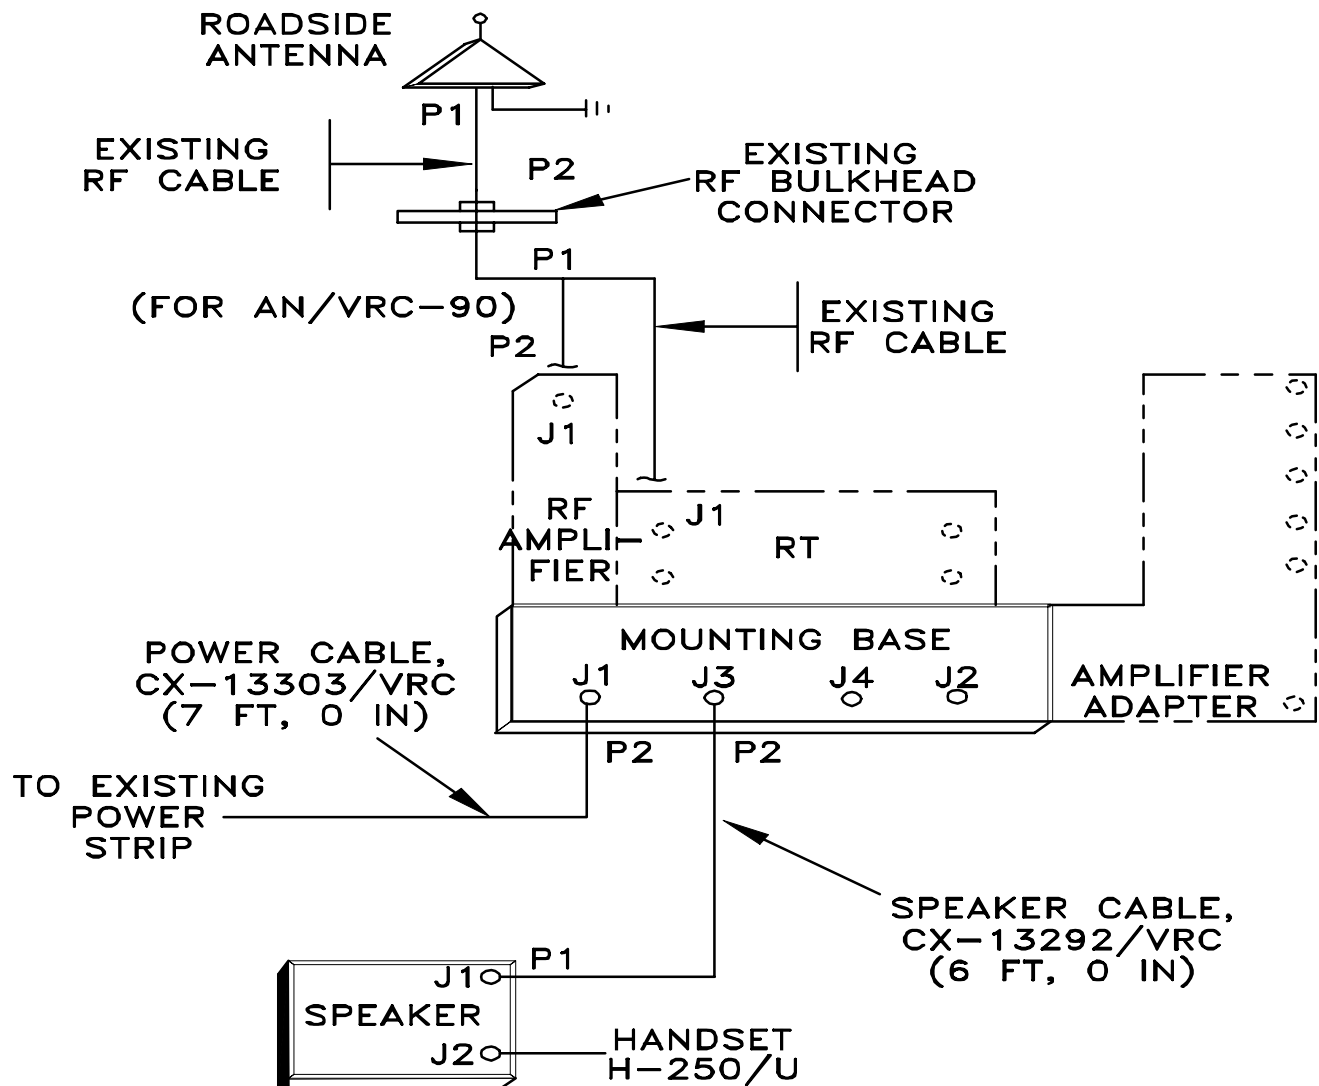 ROADSIDE
ANTENNA
P1
EXISTING
RF CABLE
P2
EXISTING
RF BULKHEAD
CONNECTOR
P1
(FOR AN/VRC-90)
P2
EXISTING
RF CABLE
J1
RF
AMPLI-
FIER
J1
RT
MOUNTING BASE
J1
J3
J4
J2
AMPLIFIER
ADAPTER
POWER CABLE,
CX-13303/VRC
(7 FT, 0 IN)
P2
P2
TO EXISTING
POWER
STRIP
SPEAKER CABLE,
CX-13292/VRC
(6 FT, 0 IN)
P1
J1
SPEAKER
J2
HANDSET
H-250/U